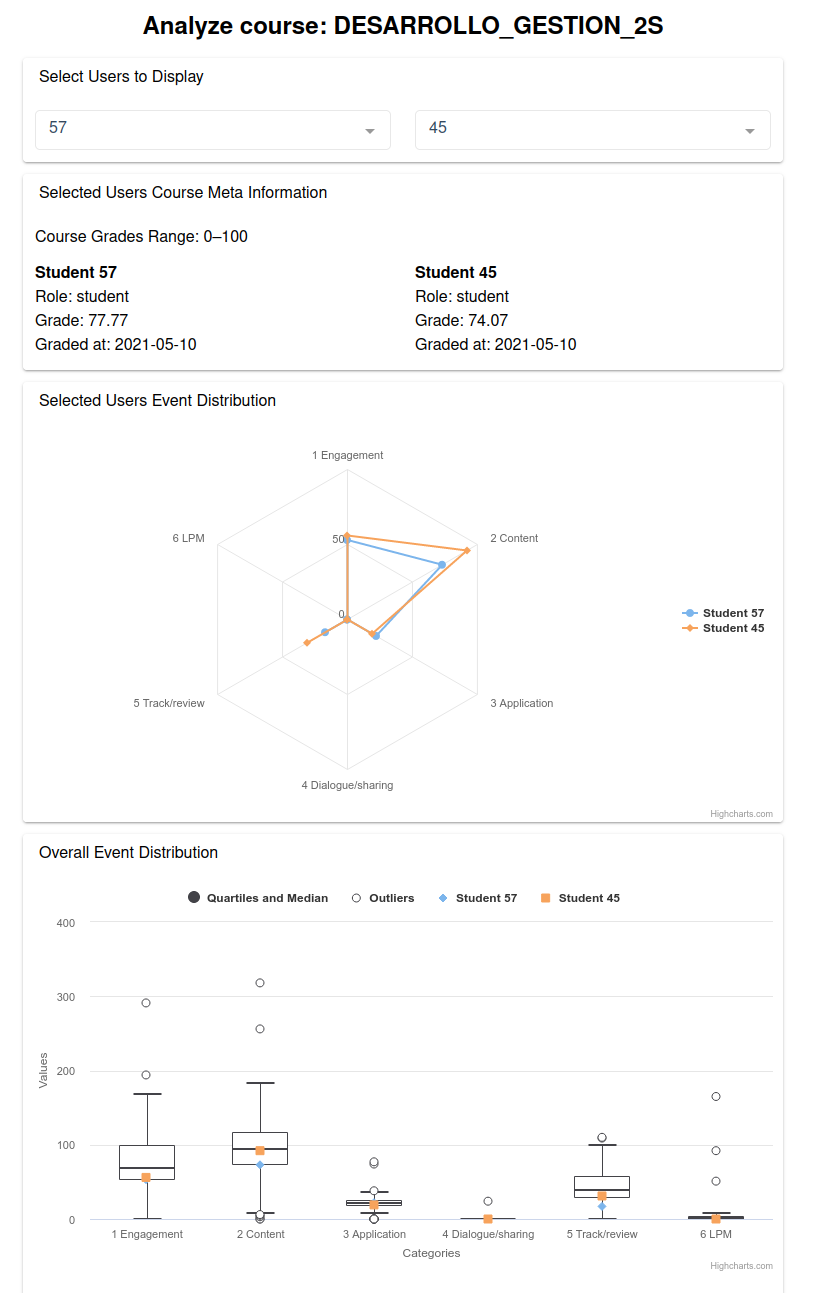 Analyze course: DESARROLLO_GESTION_2S
Select Users to Display
57
45
Selected Users Course Meta Information
Course Grades Range: 0–100
Student 57
Role: student
Grade: 77.77
Graded at: 2021-05-10
Student 45
Role: student
Grade: 74.07
Graded at: 2021-05-10
Selected Users Event Distribution
1 Engagement
6 LPM
50
2 Content
0
Student 57
Student 45
5 Track/review
3 Application
4 Dialogue/sharing
Highcharts.com
Overall Event Distribution
Quartiles and Median
Outliers
Student 57
Student 45
400
300
200
100
0
Values
1 Engagement
2 Content
3 Application
4 Dialogue/sharing
5 Track/review
6 LPM
Categories
Highcharts.com